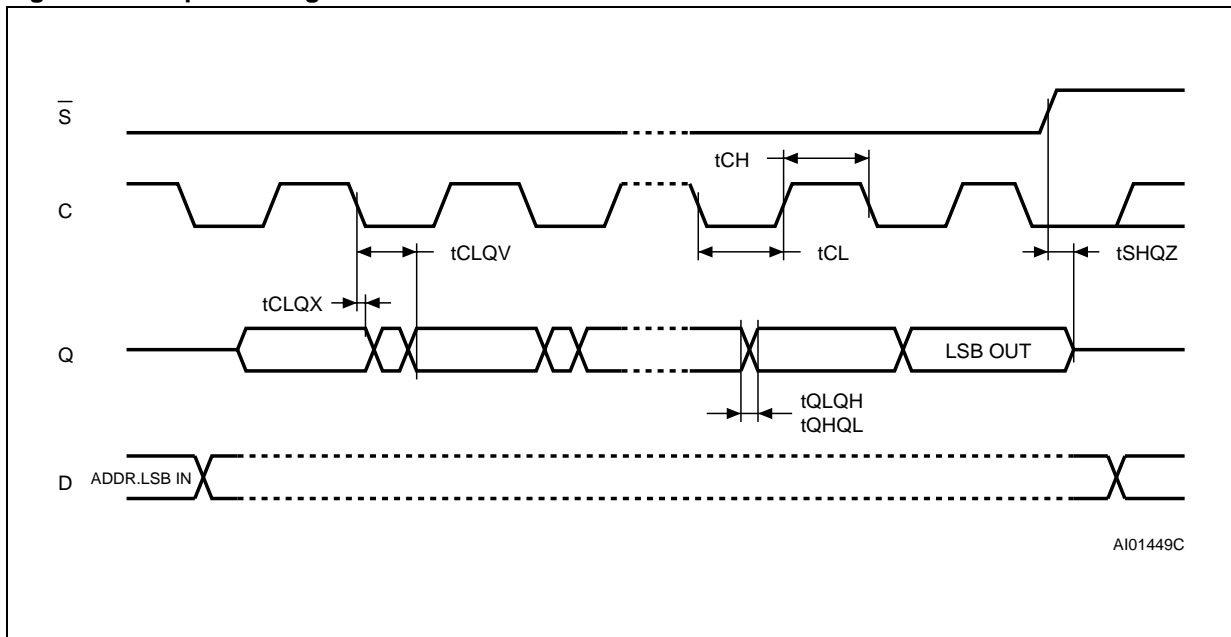 S
tCH
C
tCLQV
tCL
tSHQZ
tCLQX
Q
LSB OUT
tQLQH
tQHQL
D
ADDR.LSB IN
AI01449C